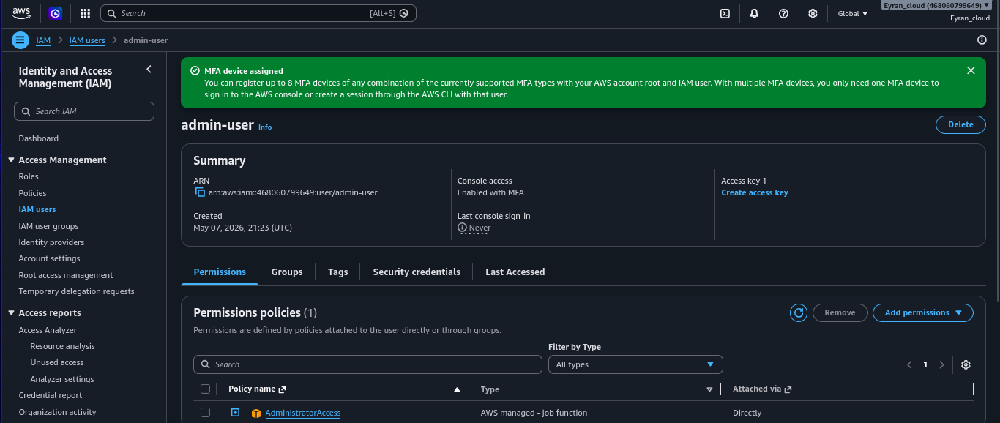 aws
Search [Alt+S]
Global
Eyran_cloud (468060799649)
Eyran_cloud
IAM
IAM users
admin-user
Identity and Access
Management (IAM)
Search IAM
Dashboard
Access Management
Roles
Policies
IAM users
IAM user groups
Identity providers
Account settings
Root access management
Temporary delegation requests
Access reports
Access Analyzer
Resource analysis
Unused access
Analyzer settings
Credential report
Organization activity
MFA device assigned
You can register up to 8 MFA devices of any combination of the currently supported MFA types with your AWS account root and IAM user. With multiple MFA devices, you only need one MFA device to
sign in to the AWS console or create a session through the AWS CLI with that user.
admin-user Info
Delete
Summary
ARN
arn:aws:iam::468060799649:user/admin-user
Created
May 07, 2026, 21:23 (UTC)
Console access
Enabled with MFA
Last console sign-in
Never
Access key 1
Create access key
Permissions
Groups
Tags
Security credentials
Last Accessed
Permissions policies (1)
Remove
Add permissions
Permissions are defined by policies attached to the user directly or through groups.
Filter by Type
Search
All types
1
Policy name
Type
Attached via
AdministratorAccess
AWS managed - job function
Directly